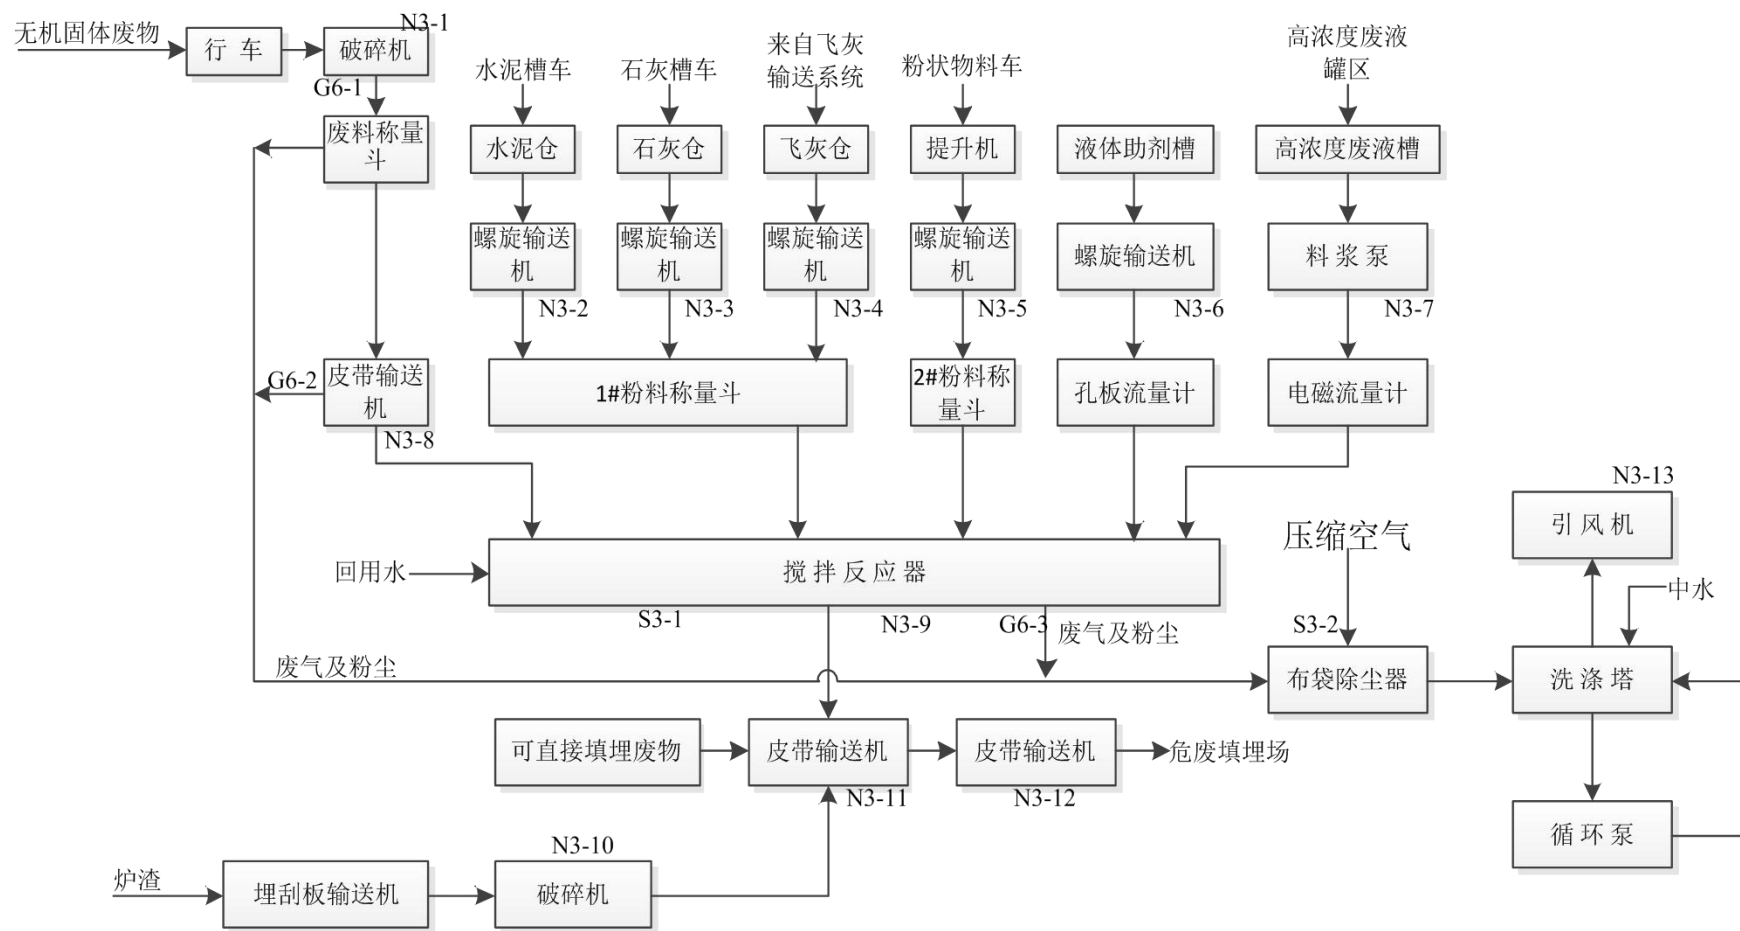 无机固体废物
行 车
破碎机
N3-1
G6-1
废料称量
斗
水泥槽车
石灰槽车
来自飞灰
输送系统
粉状物料车
高浓度废液
罐区
水泥仓
石灰仓
飞灰仓
提升机
液体助剂槽
高浓度废液槽
螺旋输送
机
螺旋输送
机
螺旋输送
机
螺旋输送
机
螺旋输送机
料 浆 泵
N3-2
N3-3
N3-4
N3-5
N3-6
N3-7
G6-2
皮带输送
机
N3-8
1#粉料称量斗
2#粉料称
量斗
孔板流量计
电磁流量计
回用水
搅 拌 反 应 器
S3-1
N3-9
G6-3
废气及粉尘
废气及粉尘
压缩空气
S3-2
布袋除尘器
N3-13
引 风 机
中水
洗 涤 塔
循 环 泵
可直接填埋废物
皮带输送机
N3-11
皮带输送机
N3-12
危废填埋场
炉渣
埋刮板输送机
N3-10
破碎机